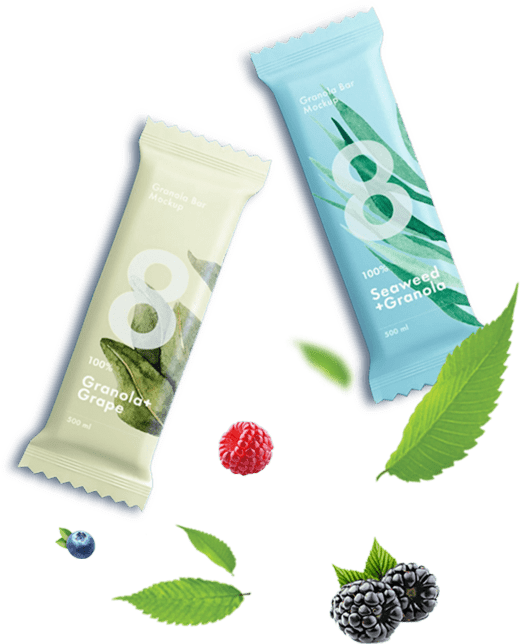 Granola Bar
Mockup
8
100%
Granola+
Grape
500 ml
Granola Bar
Mockup
8
100%
Seaweed
+Granola
500 ml